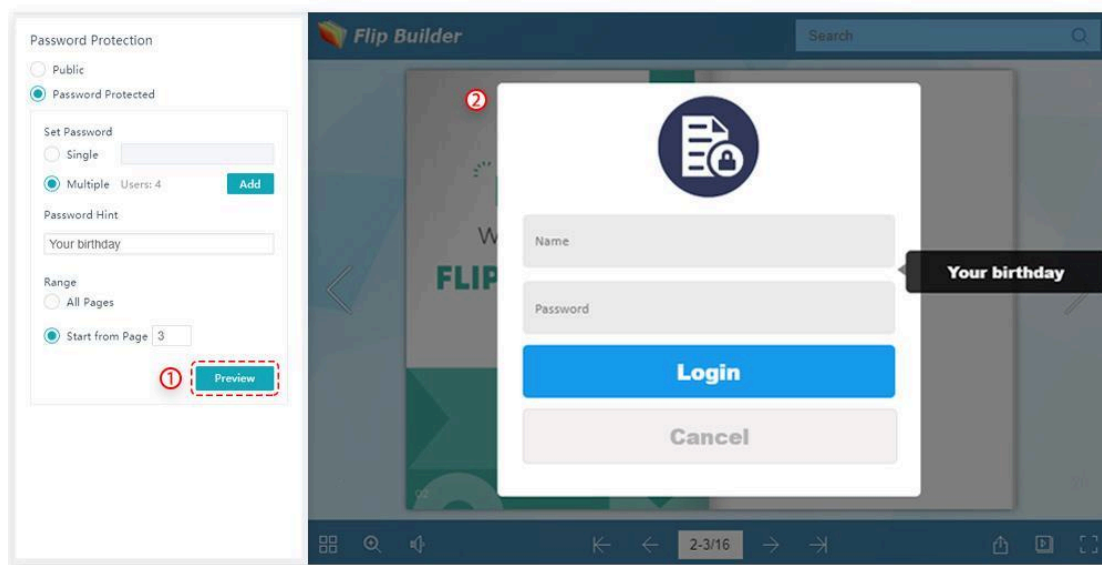 Password Protection
Public
Password Protected
Set Password
Single
Multiple Users: 4 Add
Password Hint
Your birthday
Range
All Pages
Start from Page 3
① Preview
Flip Builder
Search
②
W
FLIP
Name
Your birthday
Password
Login
Cancel
02
2-3/16